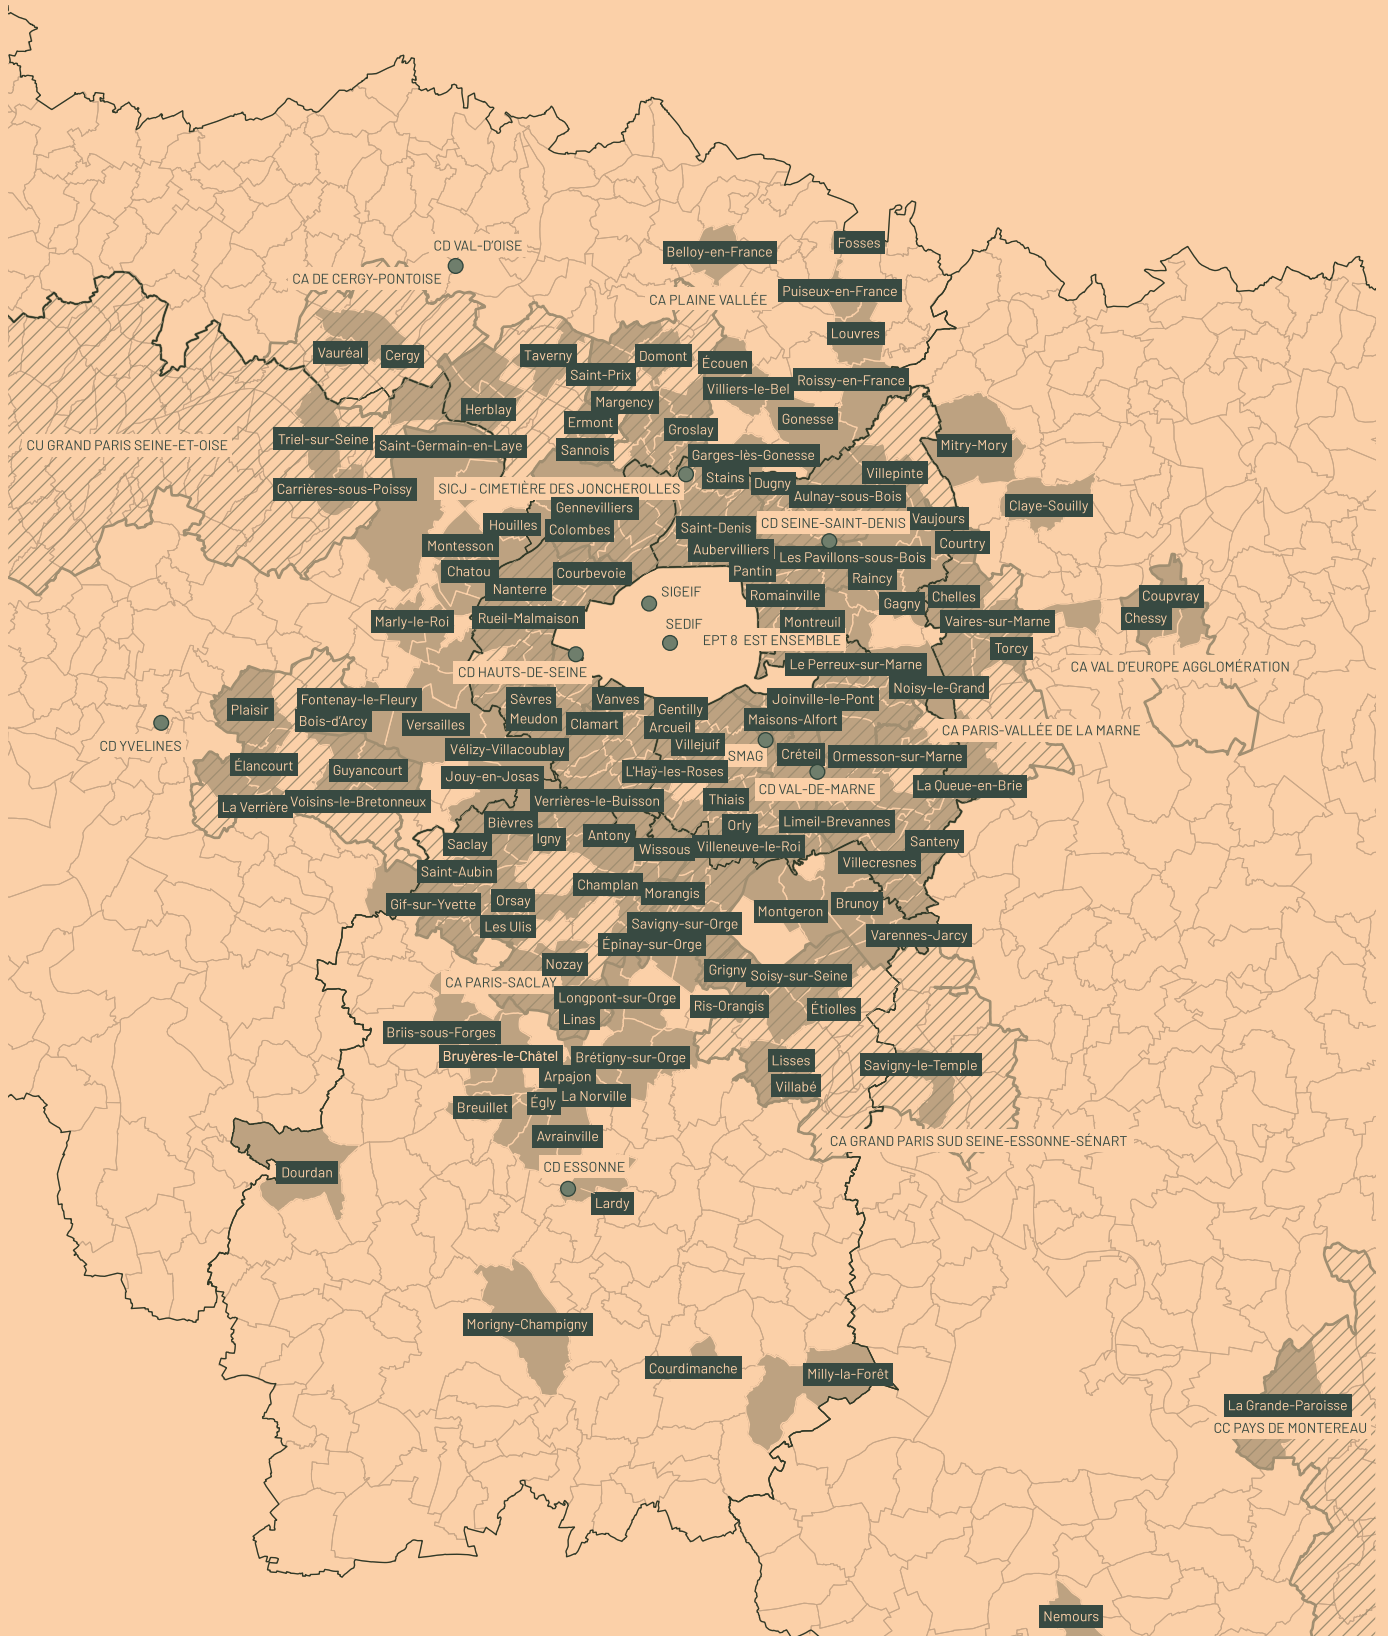 Fosses
CD VAL-D'OISE
Belloy-en-France
CA DE CERGY-PONTOISE
Puiseux-en-France
CA PLAINE VALLÉE
Louvres
Vauréal
Cergy
Taverny
Domont
Écouen
Saint-Prix
Roissy-en-France
Villiers-le-Bel
Margency
Herblay
Gonesse
Ermont
Groslay
Triel-sur-Seine
Saint-Germain-en-Laye
CU GRAND PARIS SEINE-ET-OISE
Mitry-Mory
Sannois
Garges-lès-Gonesse
Villepinte
Stains
Dugny
Carrières-sous-Poissy
SICJ - CIMETIÈRE DES JONCHEROLLES
Aulnay-sous-Bois
Claye-Souilly
Gennevilliers
Vaujours
Houilles
Colombes
Saint-Denis
CD SEINE-SAINT-DENIS
Montesson
Courtry
Aubervilliers
Les Pavillons-sous-Bois
Chatou
Courbevoie
Pantin
Raincy
Nanterre
SIGEIF
Romainville
Gagny
Chelles
Coupvray
Marly-le-Roi
Rueil-Malmaison
SEDIF
Montreuil
Vaires-sur-Marne
Chessy
EPT 8 EST ENSEMBLE
Torcy
CD HAUTS-DE-SEINE
Le Perreux-sur-Marne
CA VAL D'EUROPE AGGLOMÉRATION
Noisy-le-Grand
Fontenay-le-Fleury
Sèvres
Vanves
Joinville-le-Pont
Plaisir
Gentilly
Bois-d'Arcy
Versailles
Meudon
Clamart
Arcueil
Maisons-Alfort
CA PARIS-VALLÉE DE LA MARNE
CD YVELINES
Vélizy-Villacoublay
Villejuif
SMAG
Créteil
Ormesson-sur-Marne
Élancourt
Guyancourt
Jouy-en-Josas
L'Haÿ-les-Roses
CD VAL-DE-MARNE
La Queue-en-Brie
La Verrière
Voisins-le-Bretonneux
Verrières-le-Buisson
Thiais
Bièvres
Orly
Limeil-Brevannes
Saclay
Igny
Antony
Wissous
Villeneuve-le-Roi
Santeny
Villecresnes
Saint-Aubin
Champlan
Morangis
Gif-sur-Yvette
Orsay
Montgeron
Brunoy
Les Ulis
Savigny-sur-Orge
Varennes-Jarcy
Épinay-sur-Orge
Nozay
Grigny
Soisy-sur-Seine
CA PARIS-SACLAY
Longpont-sur-Orge
Ris-Orangis
Étiolles
Linas
Briis-sous-Forges
Bruyères-le-Châtel
Brétigny-sur-Orge
Lisses
Savigny-le-Temple
Arpajon
Villabé
La Norville
Breuillet
Égly
Avrainville
CA GRAND PARIS SUD SEINE-ESSONNE-SÉNART
CD ESSONNE
Dourdan
Lardy
Morigny-Champigny
Courdimanche
Milly-la-Forêt
La Grande-Paroisse
CC PAYS DE MONTEREAU
Nemours